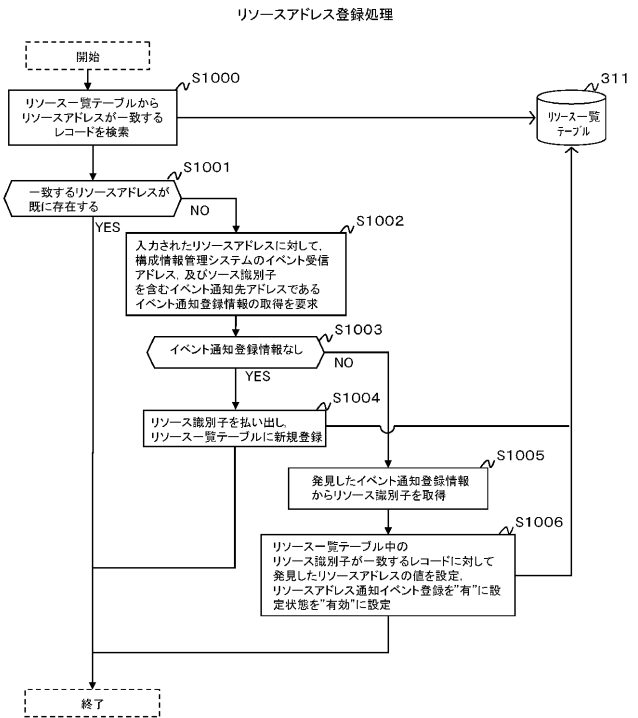 リソースアドレス登録処理
開始
S1000
リソース一覧テーブルから
リソースアドレスが一致する
レコードを検索
311
リソース一覧
テーブル
S1001
一致するリソースアドレスが
既に存在する
NO
YES
S1002
入力されたリソースアドレスに対して,
構成情報管理システムのイベント受信
アドレス, 及びソース識別子
を含むイベント通知先アドレスである
イベント通知登録情報の取得を要求
S1003
イベント通知登録情報なし
NO
YES
S1004
リソース識別子を払い出し,
リソース一覧テーブルに新規登録
S1005
発見したイベント通知登録情報
からリソース識別子を取得
S1006
リソース一覧テーブル中の
リソース識別子が一致するレコードに対して
発見したリソースアドレスの値を設定,
リソースアドレス通知イベント登録を"有"に設
定状態を"有効"に設定
終了